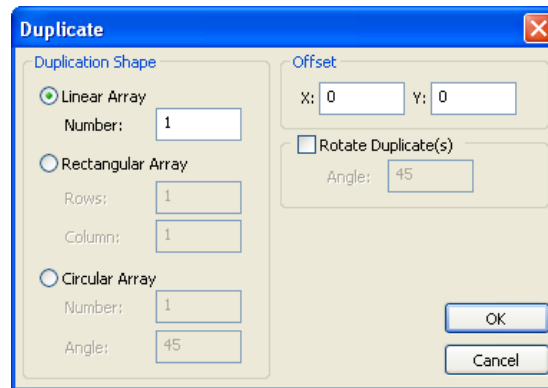 Duplicate
Duplication Shape
Linear Array
Number: 1
Rectangular Array
Rows: 1
Column: 1
Circular Array
Number: 1
Angle: 45
Offset
X: 0 Y: 0
Rotate Duplicate(s)
Angle: 45
OK
Cancel